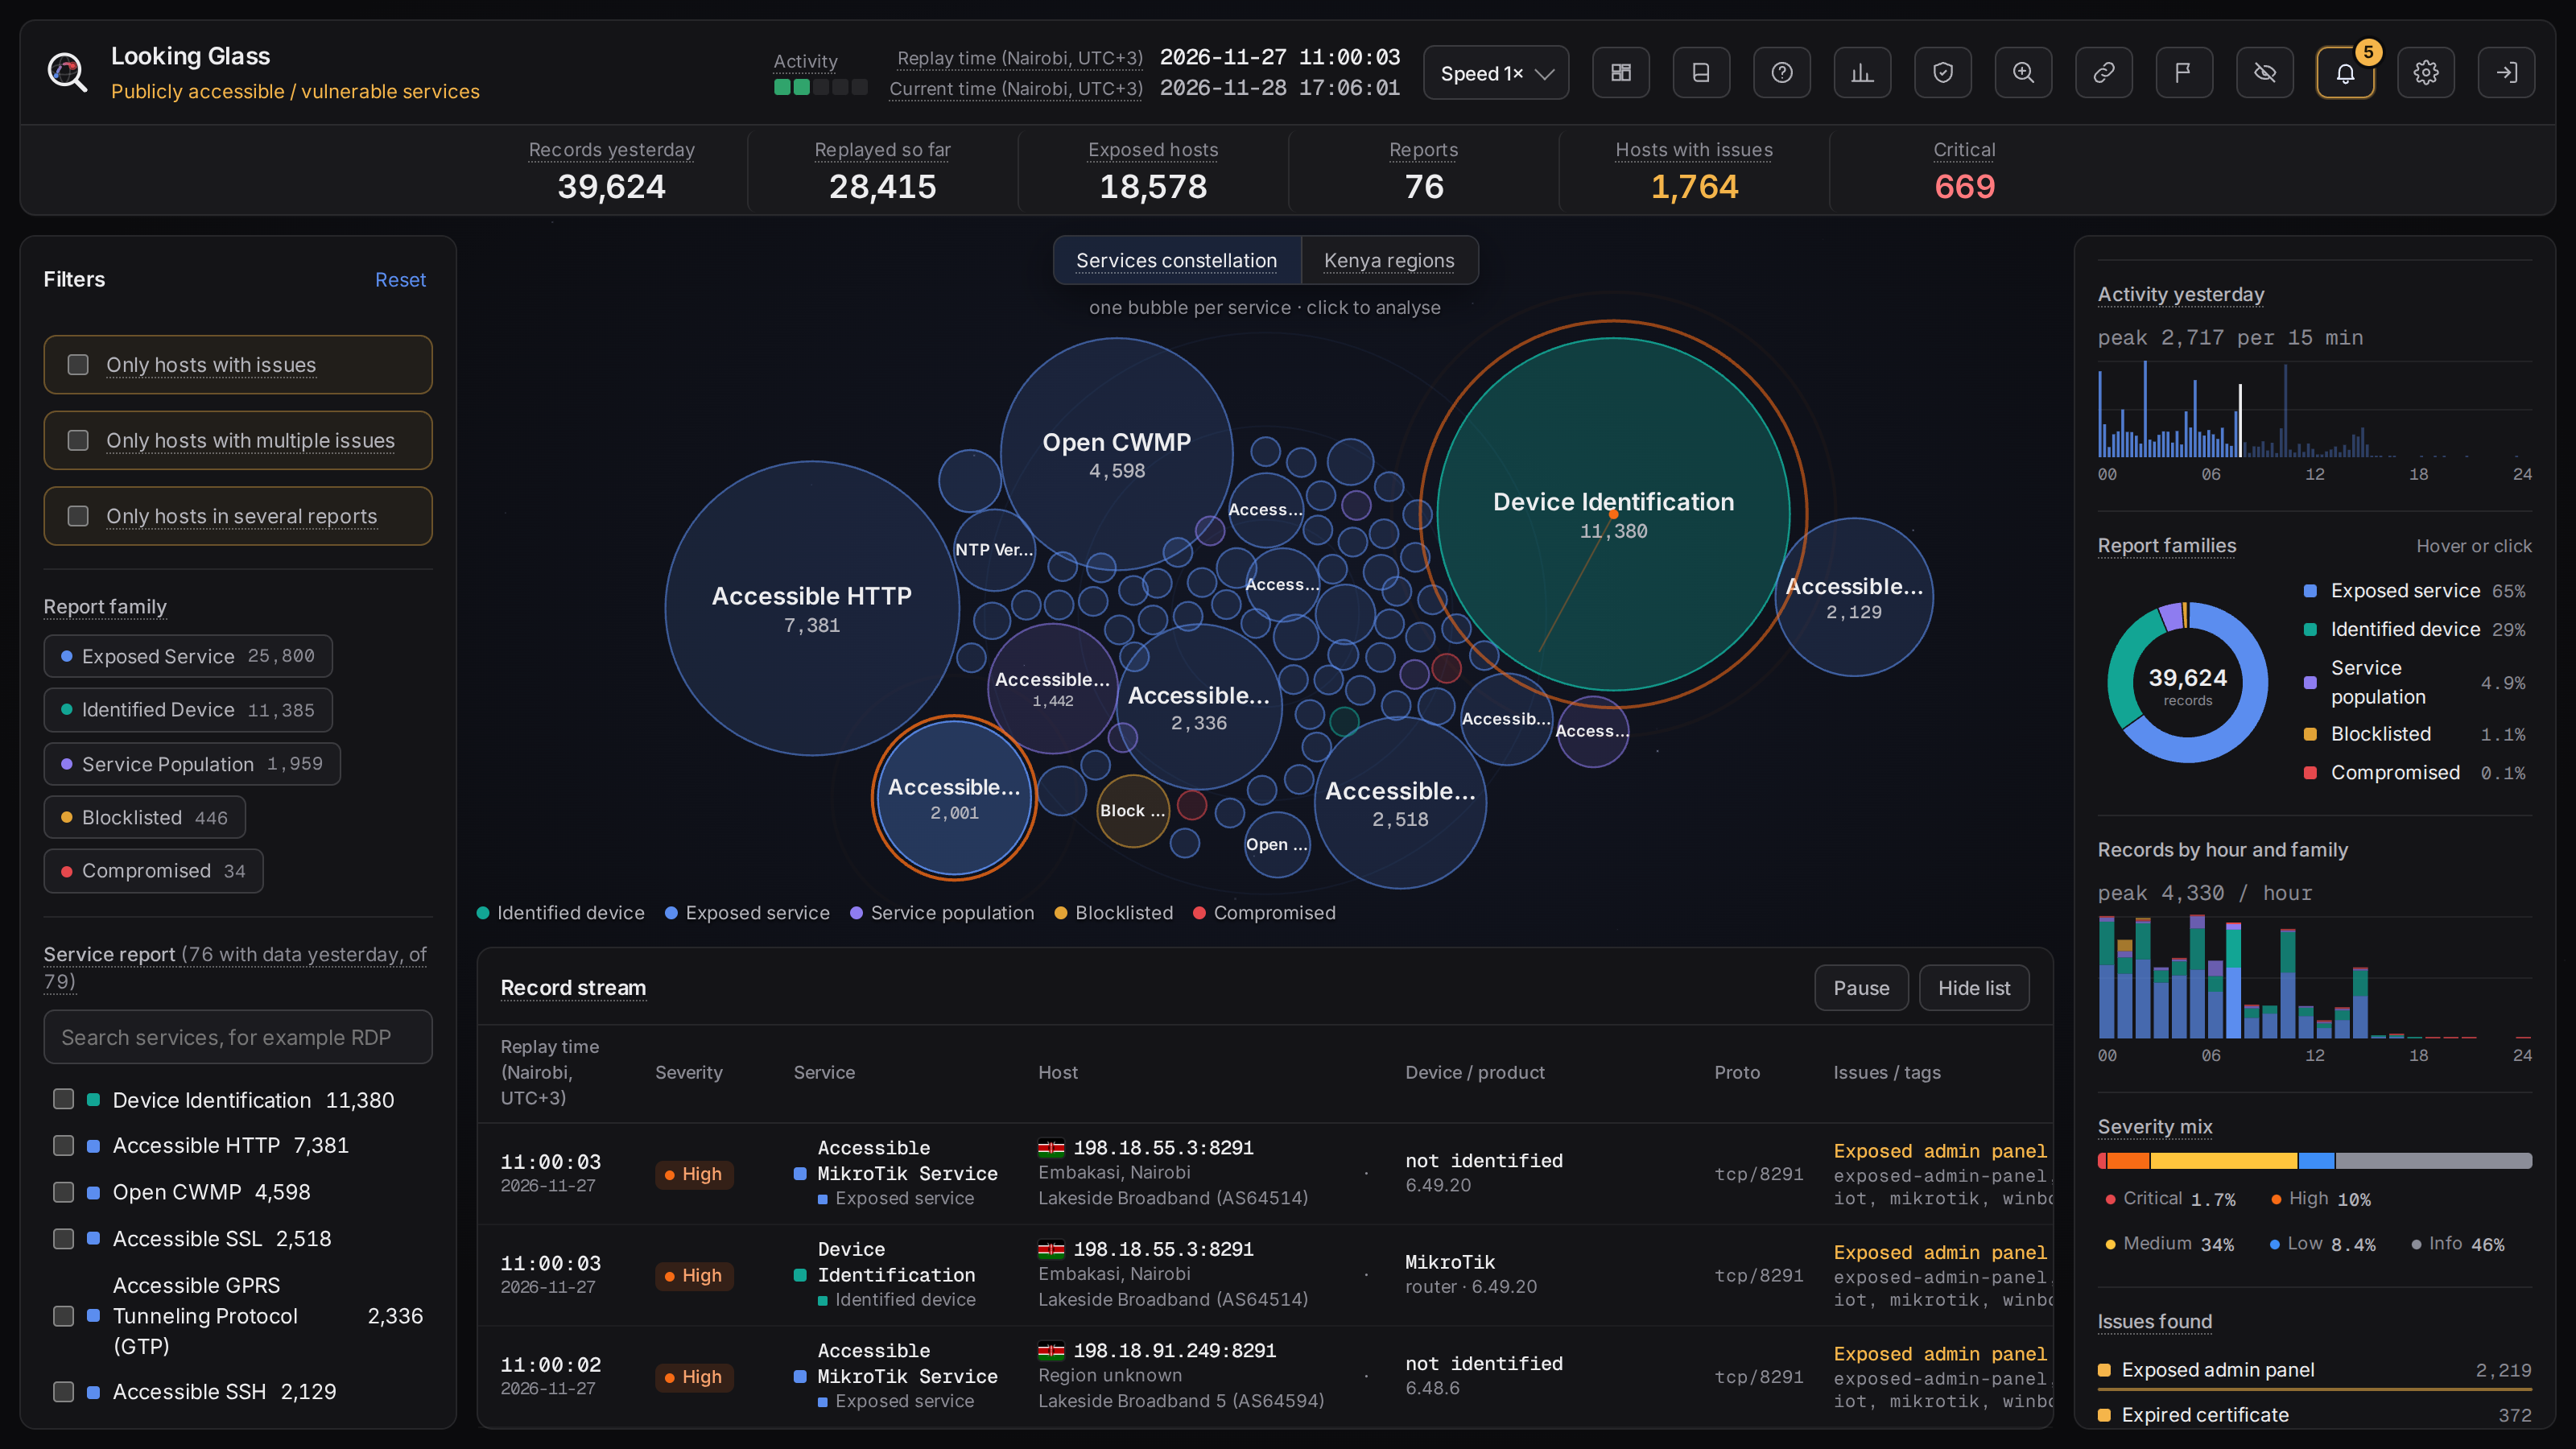 Looking Glass
Publicly accessible / vulnerable services
Activity
Replay time (Nairobi, UTC+3) 2026-11-27 11:00:03
Current time (Nairobi, UTC+3) 2026-11-28 17:06:01
Speed 1×
5
Records yesterday
39,624
Replayed so far
28,415
Exposed hosts
18,578
Reports
76
Hosts with issues
1,764
Critical
669
Filters
Reset
Only hosts with issues
Only hosts with multiple issues
Only hosts in several reports
Report family
Exposed Service 25,800
Identified Device 11,385
Service Population 1,959
Blocklisted 446
Compromised 34
Service report (76 with data yesterday, of
79)
Search services, for example RDP
Device Identification 11,380
Accessible HTTP 7,381
Open CWMP 4,598
Accessible SSL 2,518
Accessible GPRS
Tunneling Protocol
(GTP)
2,336
Accessible SSH 2,129
Services constellation
Kenya regions
one bubble per service · click to analyse
Open CWMP
4,598
Device Identification
11,380
Access...
NTP Ver...
Access...
Accessible HTTP
7,381
Accessible...
2,129
Accessible...
1,442
Accessible...
2,336
Accessib...
Access...
Accessible...
2,001
Block ...
Accessible...
2,518
Open ...
Identified device
Exposed service
Service population
Blocklisted
Compromised
Record stream
Pause
Hide list
Replay time
(Nairobi,
UTC+3)
Severity
Service
Host
Device / product
Proto
Issues / tags
11:00:03
2026-11-27
High
Accessible
MikroTik Service
Exposed service
198.18.55.3:8291
Embakasi, Nairobi
Lakeside Broadband (AS64514)
·
not identified
6.49.20
tcp/8291
Exposed admin panel
exposed-admin-panel,
iot, mikrotik, winbo
11:00:03
2026-11-27
High
Device
Identification
Identified device
198.18.55.3:8291
Embakasi, Nairobi
Lakeside Broadband (AS64514)
·
MikroTik
router · 6.49.20
tcp/8291
Exposed admin panel
exposed-admin-panel,
iot, mikrotik, winbo
11:00:02
2026-11-27
High
Accessible
MikroTik Service
Exposed service
198.18.91.249:8291
Region unknown
Lakeside Broadband 5 (AS64594)
·
not identified
6.48.6
tcp/8291
Exposed admin panel
exposed-admin-panel,
iot, mikrotik, winbo
Activity yesterday
peak 2,717 per 15 min
00 06 12 18 24
Report families
Hover or click
39,624
records
Exposed service 65%
Identified device 29%
Service
population
4.9%
Blocklisted 1.1%
Compromised 0.1%
Records by hour and family
peak 4,330 / hour
00 06 12 18 24
Severity mix
Critical 1.7%
High 10%
Medium 34%
Low 8.4%
Info 46%
Issues found
Exposed admin panel 2,219
Expired certificate 372